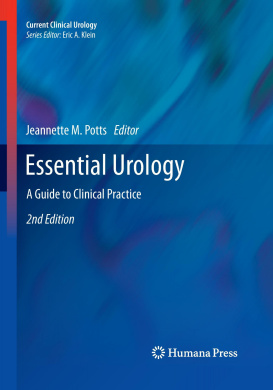 Current Clinical Urology
Series Editor: Eric A. Klein
Jeannette M. Potts Editor
Essential Urology
A Guide to Clinical Practice
2nd Edition
Humana Press